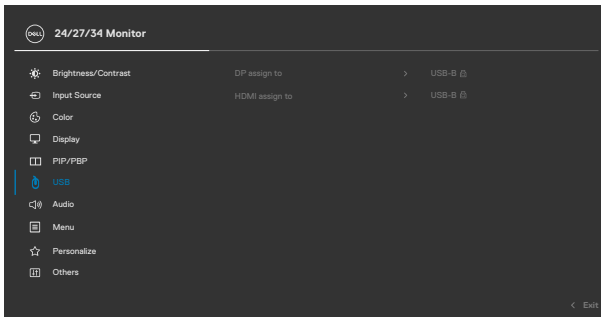 DELL 24/27/34 Monitor
Brightness/Contrast DP assign to > USB-B
Input Source HDMI assign to > USB-B
Color
Display
PIP/PBP
USB
Audio
Menu
Personalize
Others
< Exit